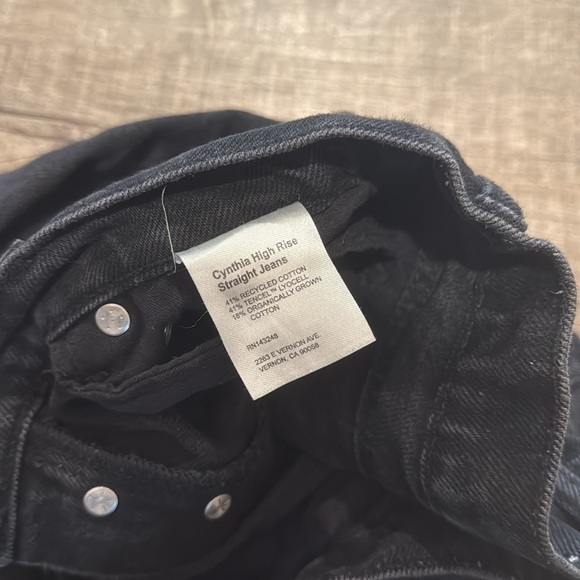 Cynthia High Rise
Straight Jeans
41% RECYCLED COTTON
41% TENCEL™ LYOCELL
18% ORGANICALLY GROWN
COTTON
RN143248
2263 E VERNON AVE.
VERNON, CA 90058